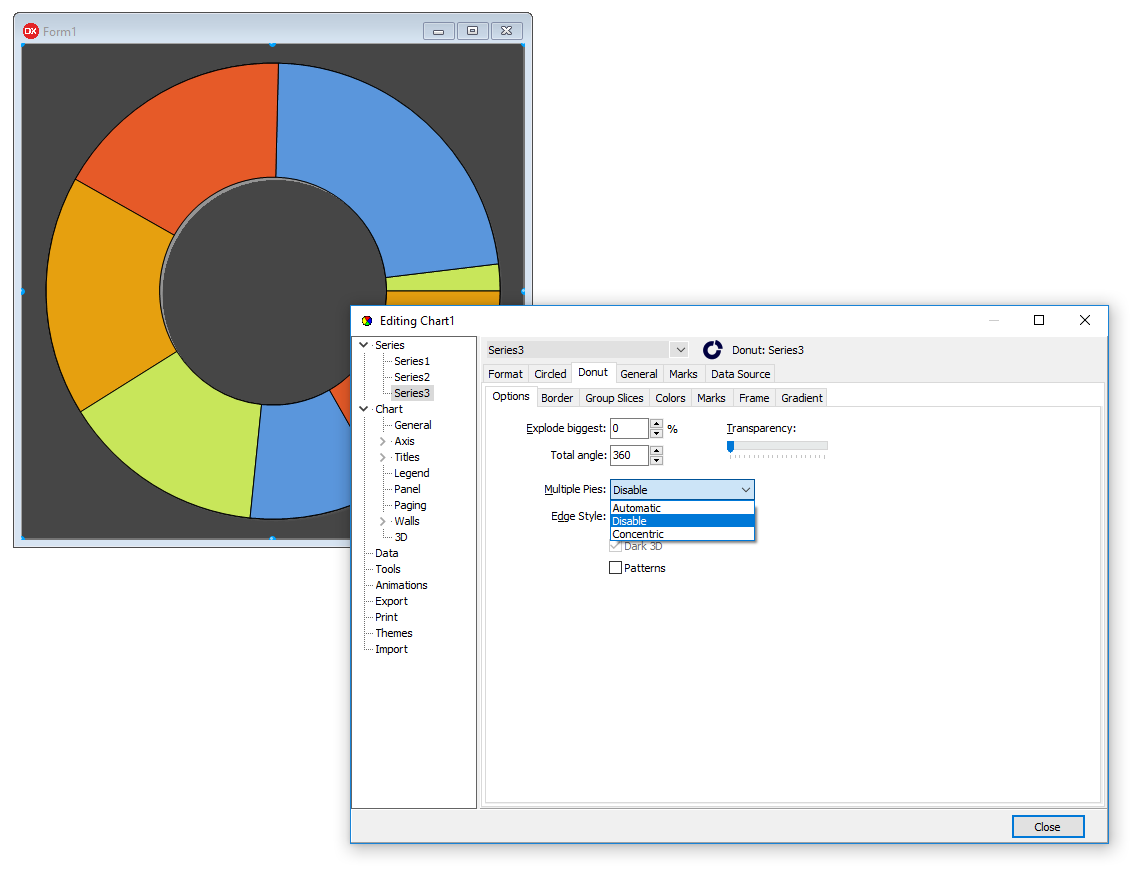 DX Form1
Editing Chart1
Series
Series1
Series2
Series3
Chart
General
Axis
Titles
Legend
Panel
Paging
Walls
3D
Data
Tools
Animations
Export
Print
Themes
Import
Series3 Donut: Series3
Format Circled Donut General Marks Data Source
Options Border Group Slices Colors Marks Frame Gradient
Explode biggest: 0 % Transparency:
Total angle: 360
Multiple Pies: Disable
Automatic
Edge Style: Disable
Concentric
Dark 3D
Patterns
Close